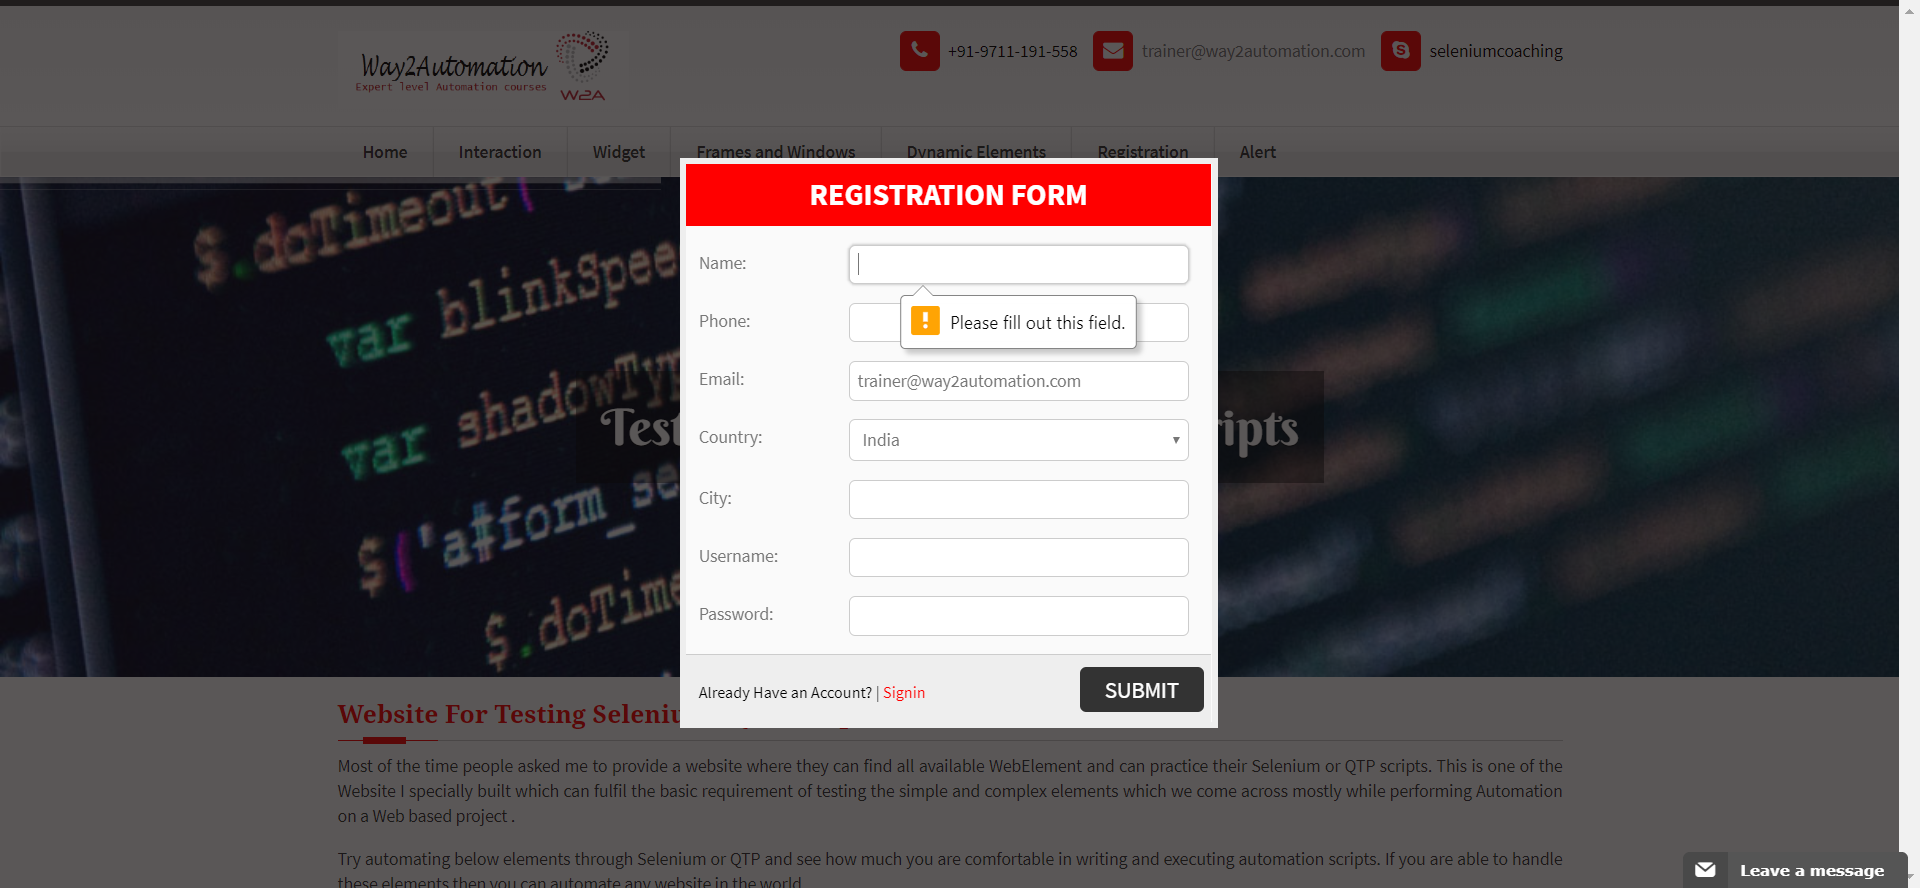 Way2Automation
Expert level Automation courses
W2A
+91-9711-191-558
trainer@way2automation.com
seleniumcoaching
Home
Interaction
Widget
Frames and Windows
Dynamic Elements
Registration
Alert
$.doTimeout(
var blinkSpee
var shadowTyp
$('a#form_se
$.doTime
Test
ripts
REGISTRATION FORM
Name:
Please fill out this field.
Phone:
Email:
trainer@way2automation.com
Country:
India
City:
Username:
Password:
Already Have an Account? | Signin
SUBMIT
Website For Testing Seleniu
Most of the time people asked me to provide a website where they can find all available WebElement and can practice their Selenium or QTP scripts. This is one of the
Website I specially built which can fulfil the basic requirement of testing the simple and complex elements which we come across mostly while performing Automation
on a Web based project .
Try automating below elements through Selenium or QTP and see how much you are comfortable in writing and executing automation scripts. If you are able to handle
these elements then you can automate any website in the world
Leave a message